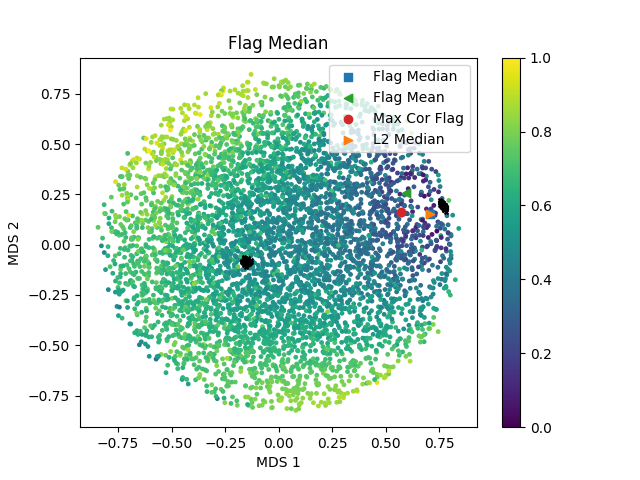 Flag Median
Flag Median
Flag Mean
Max Cor Flag
L2 Median
0.75
0.50
0.25
0.00
−0.25
−0.50
−0.75
MDS 2
−0.75 −0.50 −0.25 0.00 0.25 0.50 0.75
MDS 1
1.0
0.8
0.6
0.4
0.2
0.0